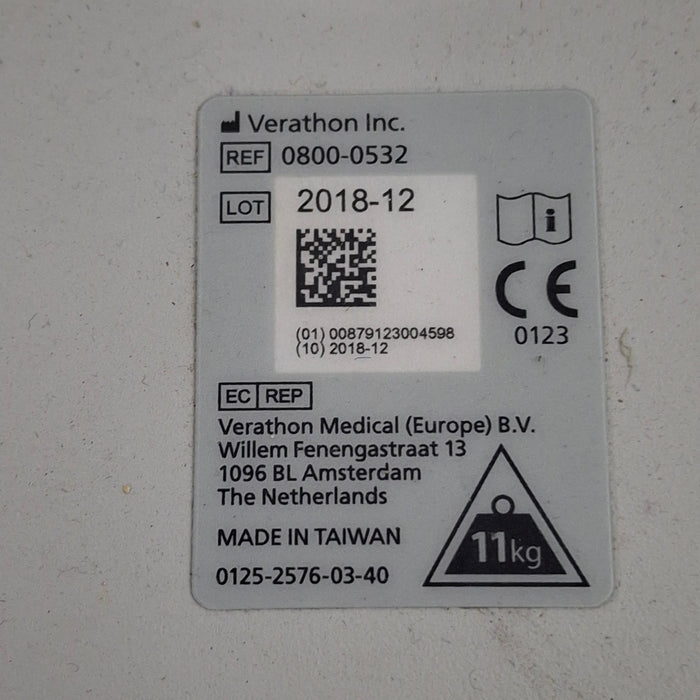 Verathon Inc.
REF 0800-0532
LOT 2018-12
(01) 00879123004598
(10) 2018-12
i
CE
0123
EC REP
Verathon Medical (Europe) B.V.
Willem Fenengastraat 13
1096 BL Amsterdam
The Netherlands
MADE IN TAIWAN
11kg
0125-2576-03-40